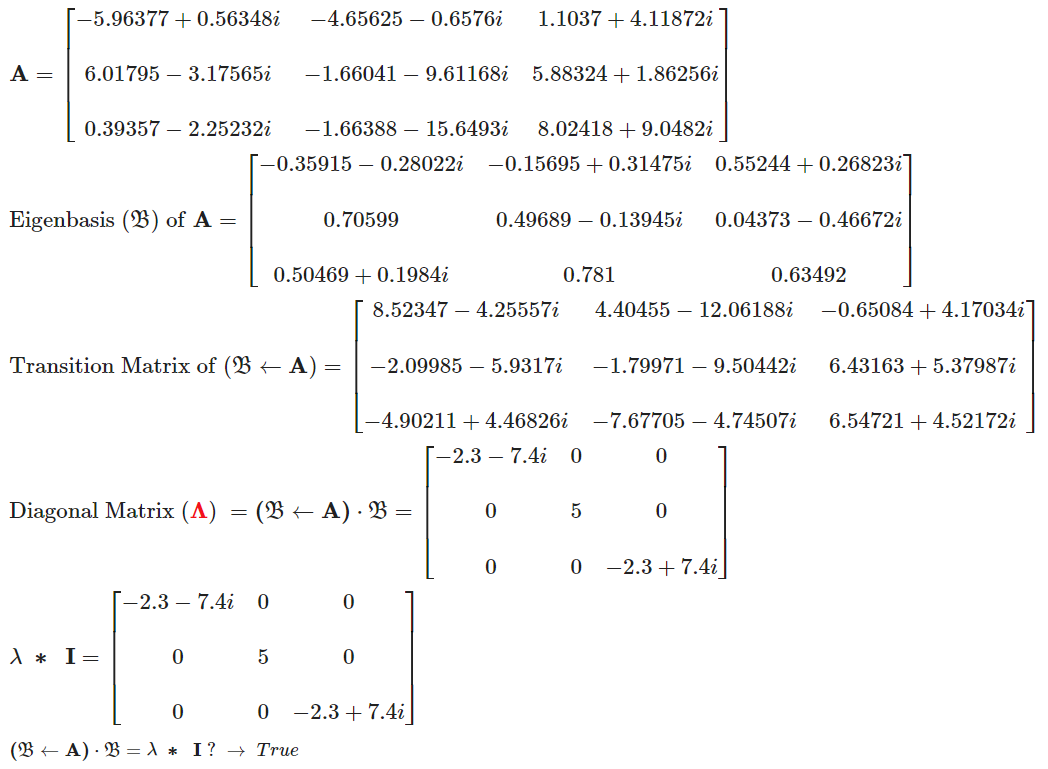 A = [−5.96377 + 0.56348i −4.65625 − 0.6576i 1.1037 + 4.11872i
6.01795 − 3.17565i −1.66041 − 9.61168i 5.88324 + 1.86256i
0.39357 − 2.25232i −1.66388 − 15.6493i 8.02418 + 9.0482i]
Eigenbasis (𝔅) of A = [−0.35915 − 0.28022i −0.15695 + 0.31475i 0.55244 + 0.26823i
0.70599 0.49689 − 0.13945i 0.04373 − 0.46672i
0.50469 + 0.1984i 0.781 0.63492]
Transition Matrix of (𝔅 ← A) = [8.52347 − 4.25557i 4.40455 − 12.06188i −0.65084 + 4.17034i
−2.09985 − 5.9317i −1.79971 − 9.50442i 6.43163 + 5.37987i
−4.90211 + 4.46826i −7.67705 − 4.74507i 6.54721 + 4.52172i]
Diagonal Matrix (Λ) = (𝔅 ← A) · 𝔅 = [−2.3 − 7.4i 0 0
0 5 0
0 0 −2.3 + 7.4i]
λ ∗ I = [−2.3 − 7.4i 0 0
0 5 0
0 0 −2.3 + 7.4i]
(𝔅 ← A) · 𝔅 = λ ∗ I ? → True